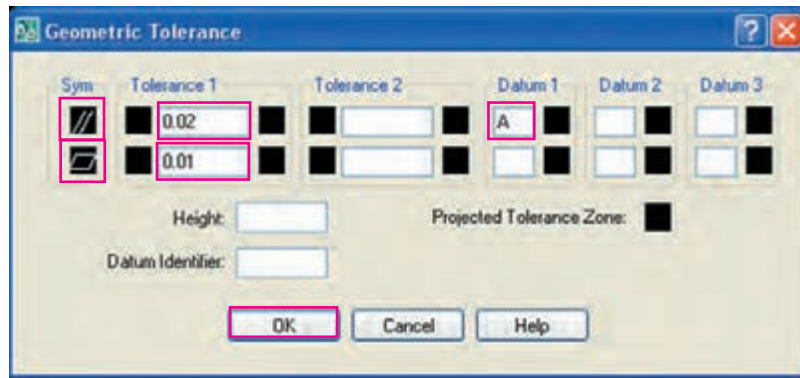 Geometric Tolerance
Sym Tolerance 1 Tolerance 2 Datum 1 Datum 2 Datum 3
0.02 A
0.01
Height: Projected Tolerance Zone:
Datum Identifier:
OK Cancel Help